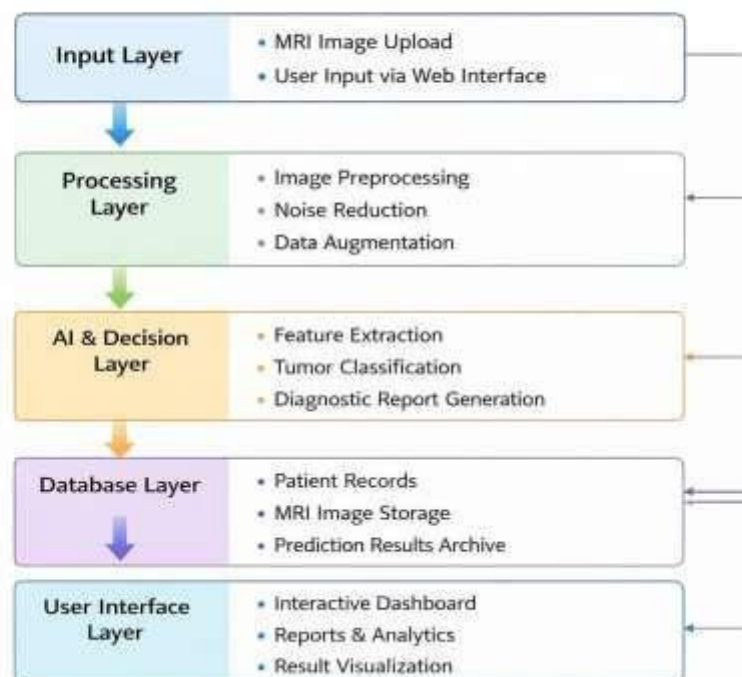 Input Layer
• MRI Image Upload
• User Input via Web Interface
Processing
Layer
• Image Preprocessing
• Noise Reduction
• Data Augmentation
AI & Decision
Layer
• Feature Extraction
• Tumor Classification
• Diagnostic Report Generation
Database Layer
• Patient Records
• MRI Image Storage
• Prediction Results Archive
User Interface
Layer
• Interactive Dashboard
• Reports & Analytics
• Result Visualization